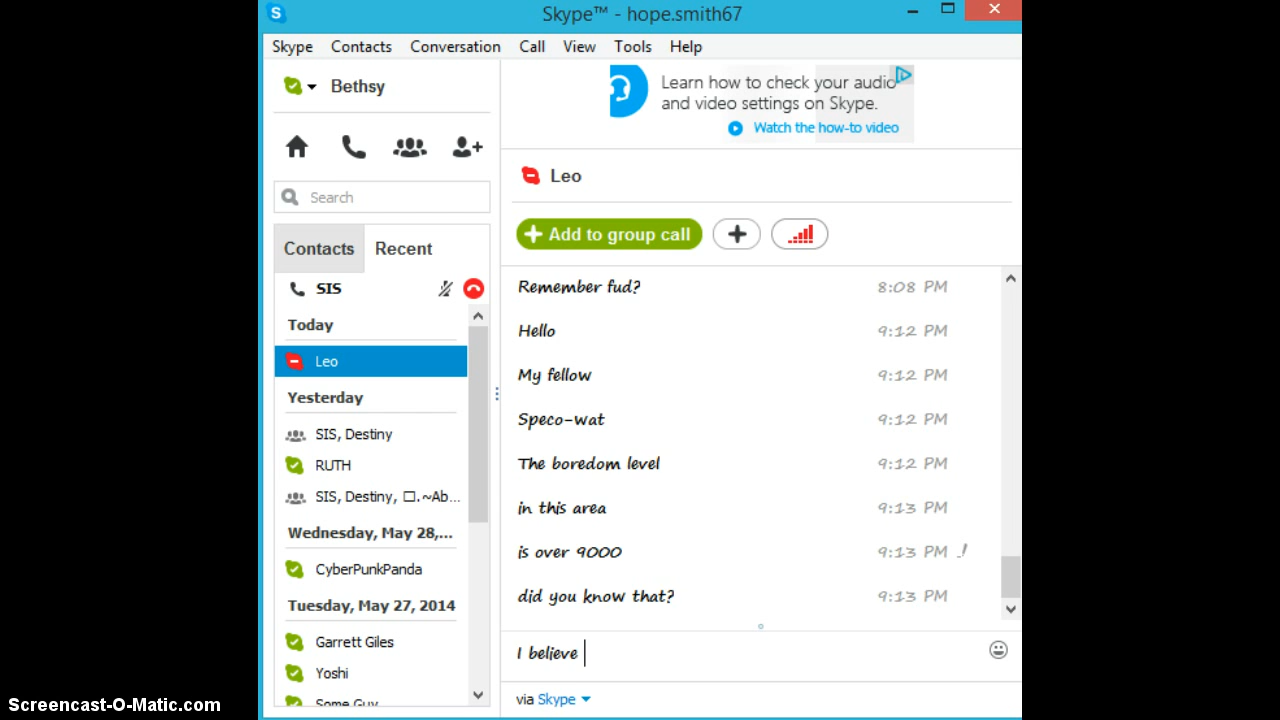 Skype™ - hope.smith67
Skype Contacts Conversation Call View Tools Help
Bethsy
Search
Contacts Recent
SIS
Today
Leo
Yesterday
SIS, Destiny
RUTH
SIS, Destiny, □.~Ab...
Wednesday, May 28,...
CyberPunkPanda
Tuesday, May 27, 2014
Garrett Giles
Yoshi
Some Guy
Learn how to check your audio
and video settings on Skype.
Watch the how-to video
Leo
Add to group call
Remember fud? 8:08 PM
Hello 9:12 PM
My fellow 9:12 PM
Speco-wat 9:12 PM
The boredom level 9:12 PM
in this area 9:13 PM
is over 9000 9:13 PM
did you know that? 9:13 PM
I believe
via Skype
Screencast-O-Matic.com